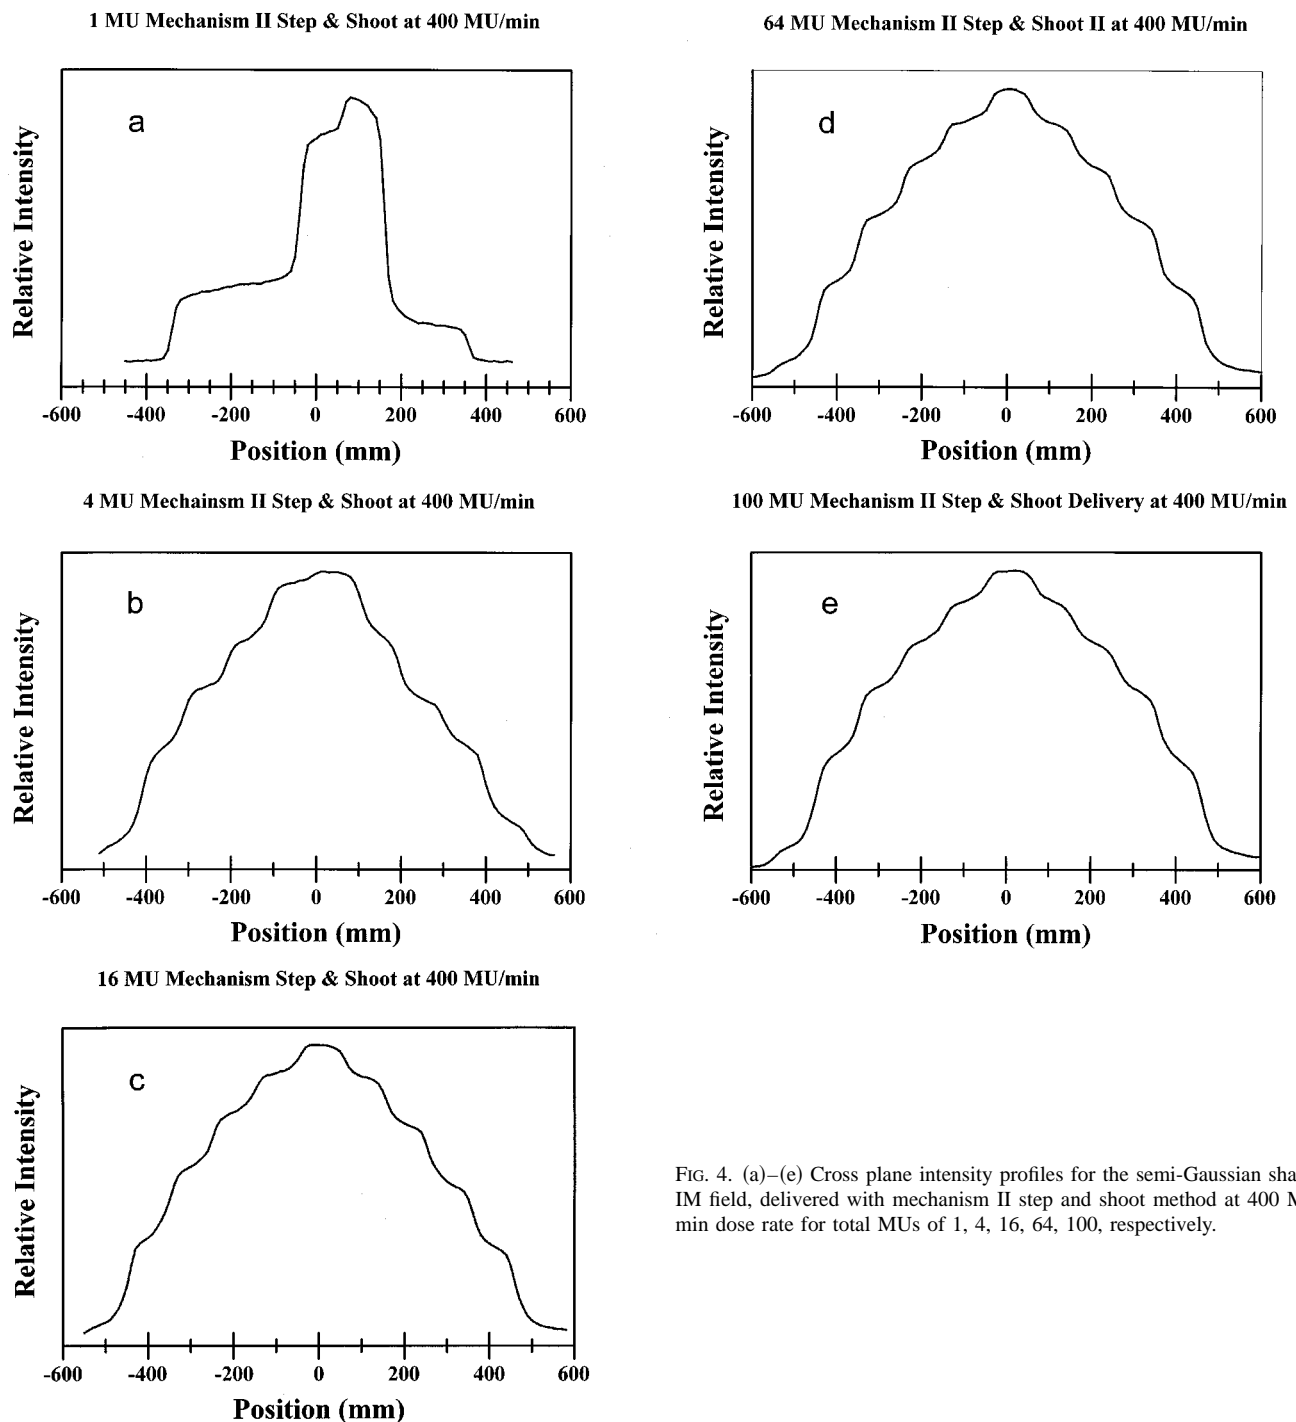 1 MU Mechanism II Step & Shoot at 400 MU/min
a
Relative Intensity
-600 -400 -200 0 200 400 600
Position (mm)
4 MU Mechainsm II Step & Shoot at 400 MU/min
b
Relative Intensity
-600 -400 -200 0 200 400 600
Position (mm)
16 MU Mechanism Step & Shoot at 400 MU/min
c
Relative Intensity
-600 -400 -200 0 200 400 600
Position (mm)
64 MU Mechanism II Step & Shoot II at 400 MU/min
d
Relative Intensity
-600 -400 -200 0 200 400 600
Position (mm)
100 MU Mechanism II Step & Shoot Delivery at 400 MU/min
e
Relative Intensity
-600 -400 -200 0 200 400 600
Position (mm)
FIG. 4. (a)–(e) Cross plane intensity profiles for the semi-Gaussian sha
IM field, delivered with mechanism II step and shoot method at 400 M
min dose rate for total MUs of 1, 4, 16, 64, 100, respectively.